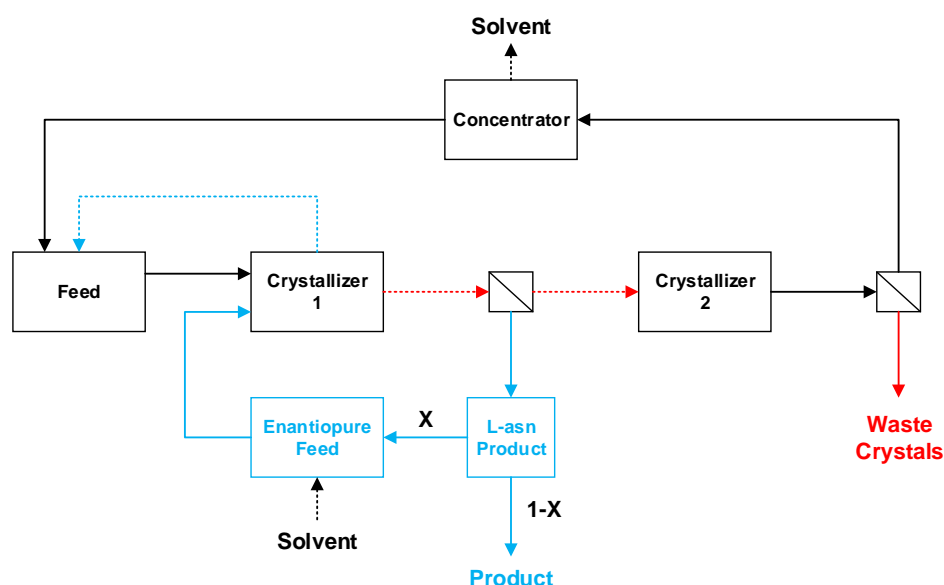 Solvent
Concentrator
Feed
Crystallizer
1
Crystallizer
2
Enantiopure
Feed
X
L-asn
Product
Waste
Crystals
1-X
Solvent
Product